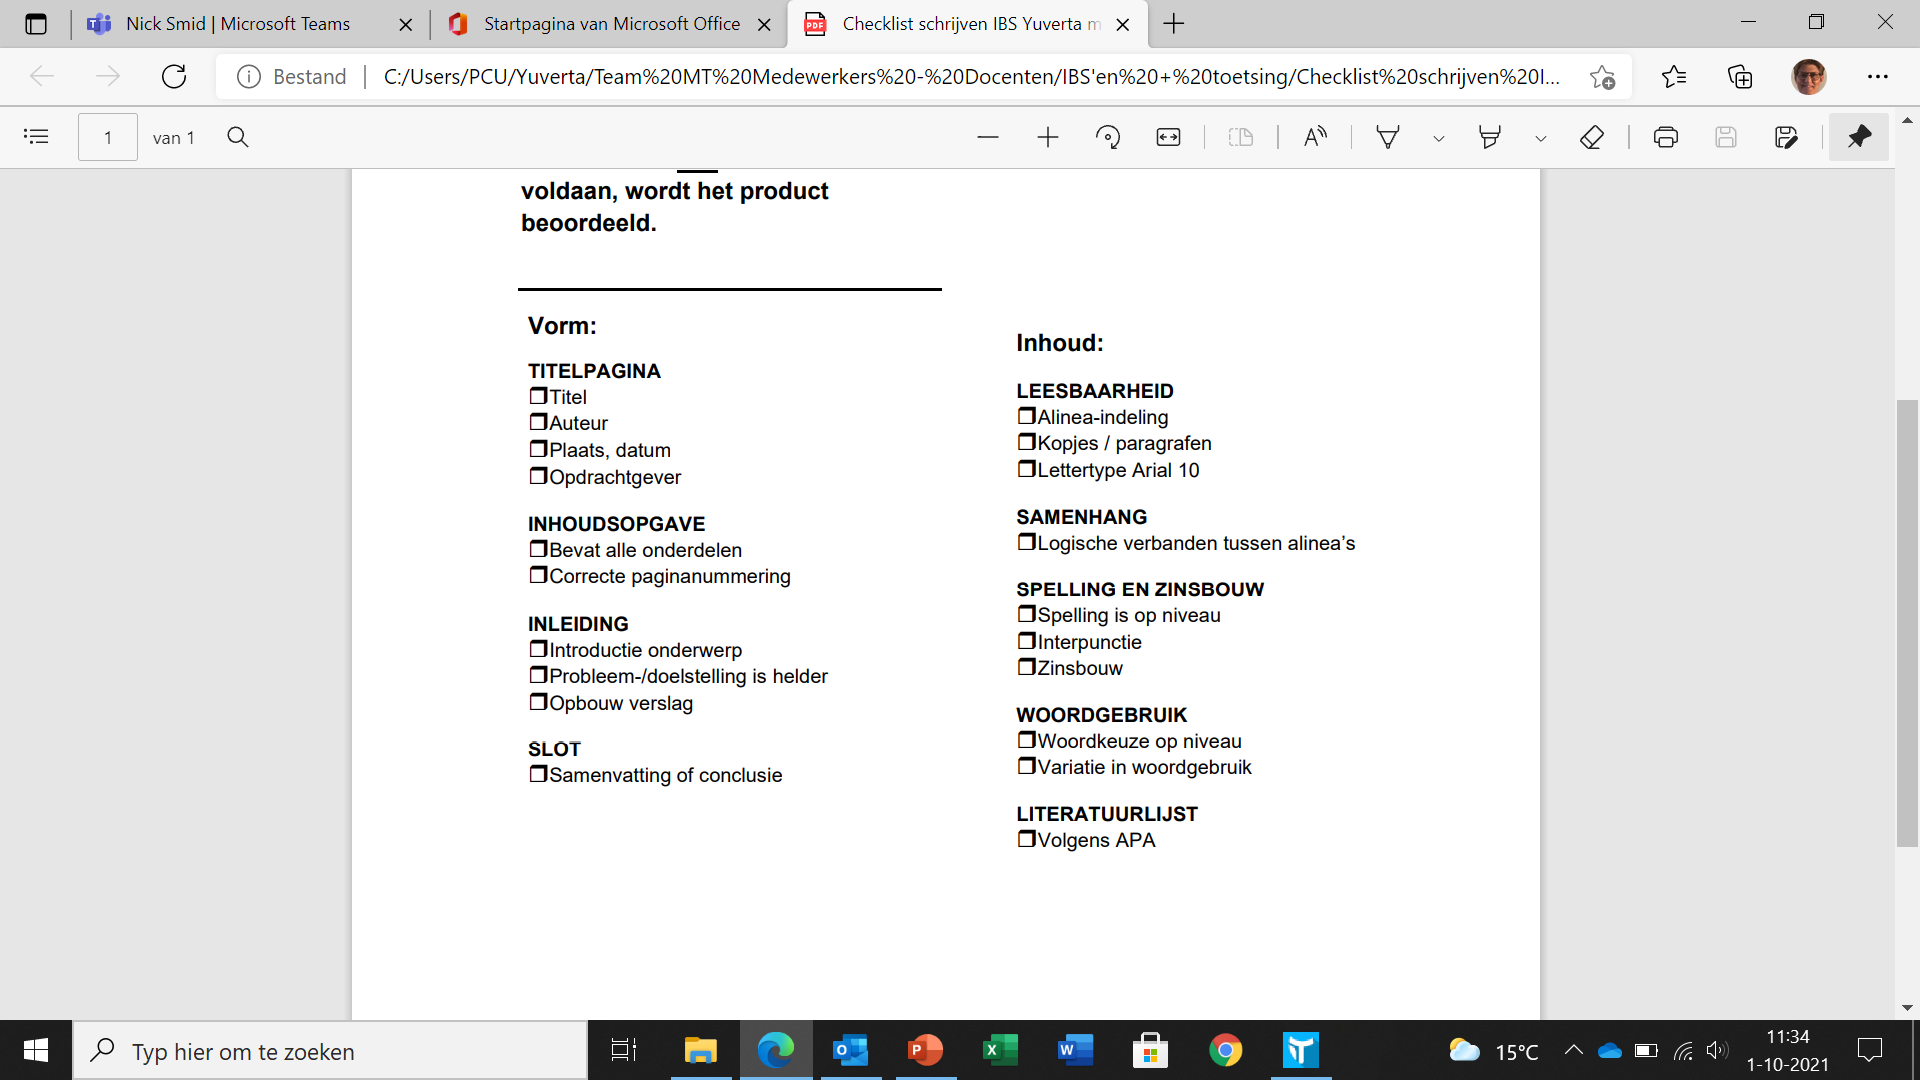 Nick Smid | Microsoft Teams
Startpagina van Microsoft Office
Checklist schrijven IBS Yuverta m
Bestand
C:/Users/PCU/Yuverta/Team%20MT%20Medewerkers%20-%20Docenten/IBS'en%20+%20toetsing/Checklist%20schrijven%20I...
1
van 1
voldaan, wordt het product
beoordeeld.
Vorm:
TITELPAGINA
❒Titel
❒Auteur
❒Plaats, datum
❒Opdrachtgever
INHOUDSOPGAVE
❒Bevat alle onderdelen
❒Correcte paginanummering
INLEIDING
❒Introductie onderwerp
❒Probleem-/doelstelling is helder
❒Opbouw verslag
SLOT
❒Samenvatting of conclusie
Inhoud:
LEESBAARHEID
❒Alinea-indeling
❒Kopjes / paragrafen
❒Lettertype Arial 10
SAMENHANG
❒Logische verbanden tussen alinea's
SPELLING EN ZINSBOUW
❒Spelling is op niveau
❒Interpunctie
❒Zinsbouw
WOORDGEBRUIK
❒Woordkeuze op niveau
❒Variatie in woordgebruik
LITERATUURLIJST
❒Volgens APA
Typ hier om te zoeken
15°C
11:34
1-10-2021